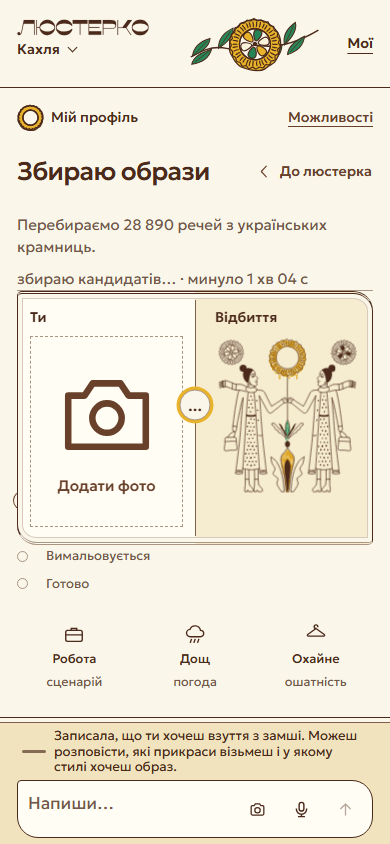 ЛЮСТЕРКО
Кахля
Мої
Мій профіль
Можливості
Збираю образи
До люстерка
Перебираємо 28 890 речей з українських
крамниць.
збираю кандидатів... · минуло 1 хв 04 с
Ти
Відбиття
...
Додати фото
Вимальовується
Готово
Робота
Дощ
Охайне
сценарій
погода
ошатність
Записала, що ти хочеш взуття з замші. Можеш
розповісти, які прикраси візьмеш і у якому
стилі хочеш образ.
Напиши...